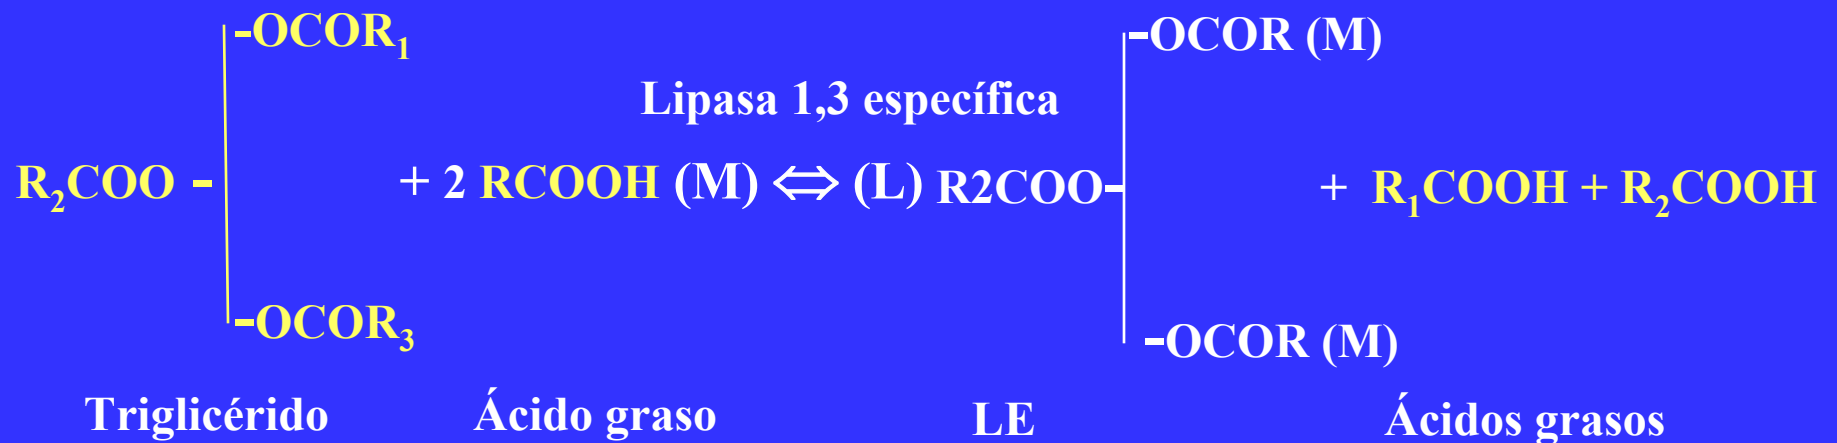 -OCOR₁
-OCOR (M)
Lipasa 1,3 específica
R₂COO - + 2 RCOOH (M) ⇔ (L) R2COO- + R₁COOH + R₂COOH
-OCOR₃
-OCOR (M)
Triglicérido Ácido graso LE Ácidos grasos